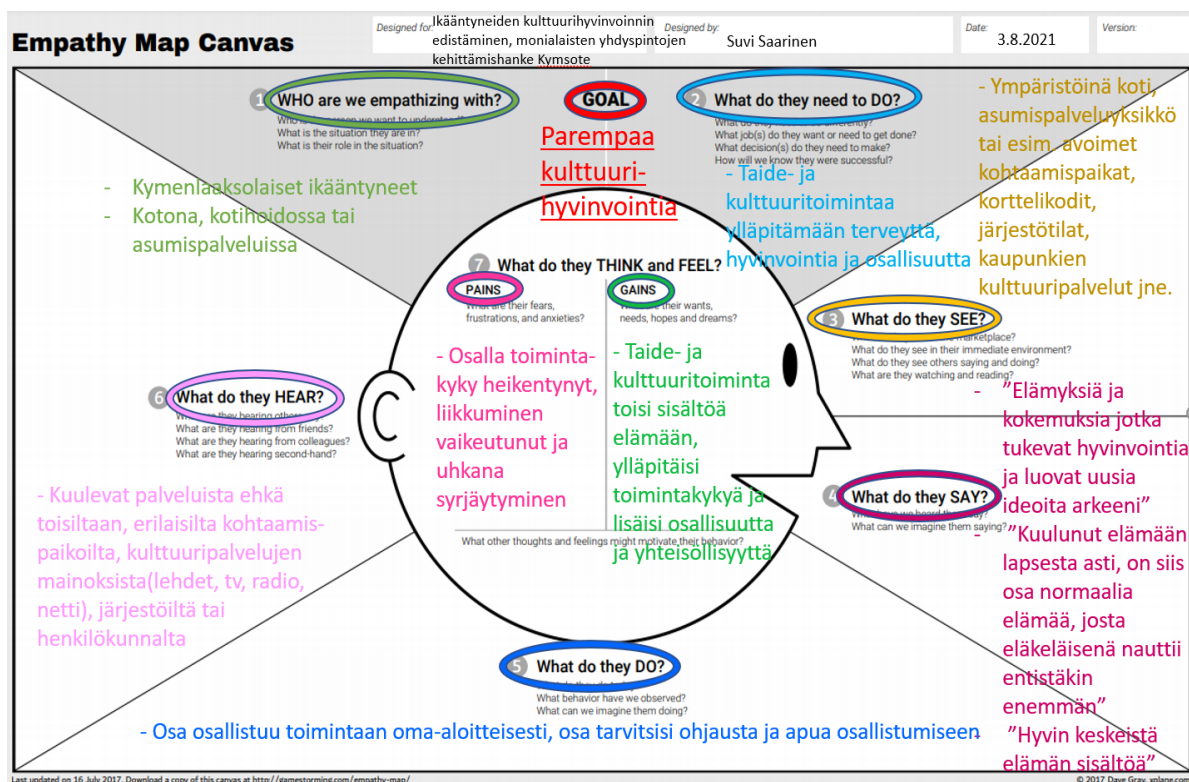 Empathy Map Canvas
Designed for:
Ikääntyneiden kulttuurihyvinvoinnin
edistäminen, monialaisten yhdyspintojen
kehittämishanke Kymsote
Designed by:
Suvi Saarinen
Date:
3.8.2021
Version:
1 WHO are we empathizing with?
What is the situation they are in?
What is their role in the situation?
- Kymenlaaksolaiset ikääntyneet
- Kotona, kotihoidossa tai
asumispalveluissa
GOAL
Parempaa
kulttuuri-
hyvinvointia
2 What do they need to DO?
What job(s) do they want or need to get done?
What decision(s) do they need to make?
How will we know they were successful?
- Taide- ja
kulttuuritoimintaa
ylläpitämään terveyttä,
hyvinvointia ja osallisuutta
- Ympäristöinä koti,
asumispalveluyksikkö
tai esim. avoimet
kohtaamispaikat,
korttelikodit,
järjestötilat,
kaupunkien
kulttuuripalvelut jne.
3 What do they SEE?
marketplace?
What do they see in their immediate environment?
What do they see others saying and doing?
What are they watching and reading?
- ”Elämyksiä ja
kokemuksia jotka
tukevat hyvinvointia
ja luovat uusia
ideoita arkeeni”
- ”Kuulunut elämään
lapsesta asti, on siis
osa normaalia
elämää, josta
eläkeläisenä nauttii
entistäkin
enemmän”
- ”Hyvin keskeistä
elämän sisältöä”
4 What do they SAY?
What can we imagine them saying?
5 What do they DO?
What behavior have we observed?
What can we imagine them doing?
- Osa osallistuu toimintaan oma-aloitteisesti, osa tarvitsisi ohjausta ja apua osallistumiseen
6 What do they HEAR?
What are they hearing from friends?
What are they hearing from colleagues?
What are they hearing second-hand?
- Kuulevat palveluista ehkä
toisiltaan, erilaisilta kohtaamis-
paikoilta, kulttuuripalvelujen
mainoksista(lehdet, tv, radio,
netti), järjestöiltä tai
henkilökunnalta
7 What do they THINK and FEEL?
PAINS
What are their fears,
frustrations, and anxieties?
- Osalla toiminta-
kyky heikentynyt,
liikkuminen
vaikeutunut ja
uhkana
syrjäytyminen
GAINS
their wants,
needs, hopes and dreams?
- Taide- ja
kulttuuritoiminta
toisi sisältöä
elämään,
ylläpitäisi
toimintakykyä ja
lisäisi osallisuutta
ja yhteisöllisyyttä
What other thoughts and feelings might motivate their behavior?
Last updated on 16 July 2017. Download a copy of this canvas at http://gamestorming.com/empathy-map/
© 2017 Dave Gray, xplane.com